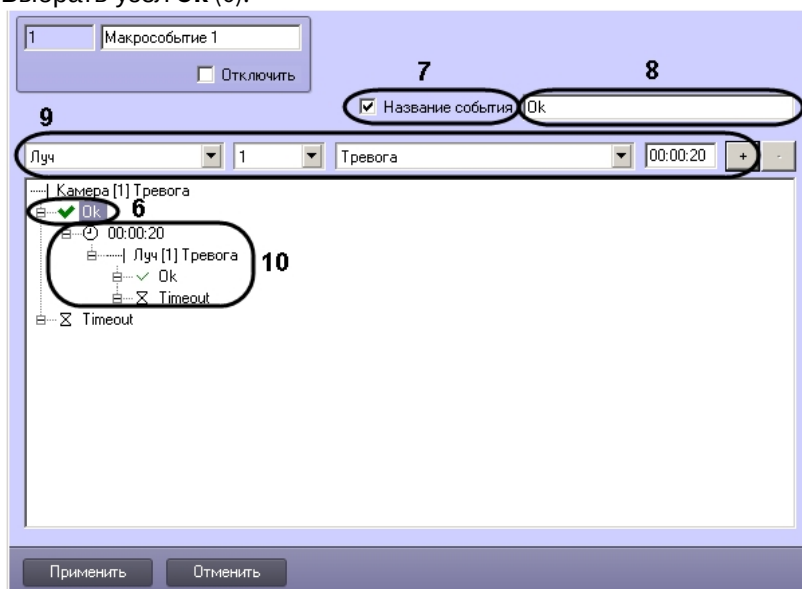 Выбрать узел Ok (6).
1 Макрособытие 1
Отключить
7 8
Название события Ok
9
Луч 1 Тревога 00:00:20 + -
Камера [1] Тревога
Ok 6
00:00:20
Луч [1] Тревога 10
Ok
Timeout
Timeout
Применить Отменить